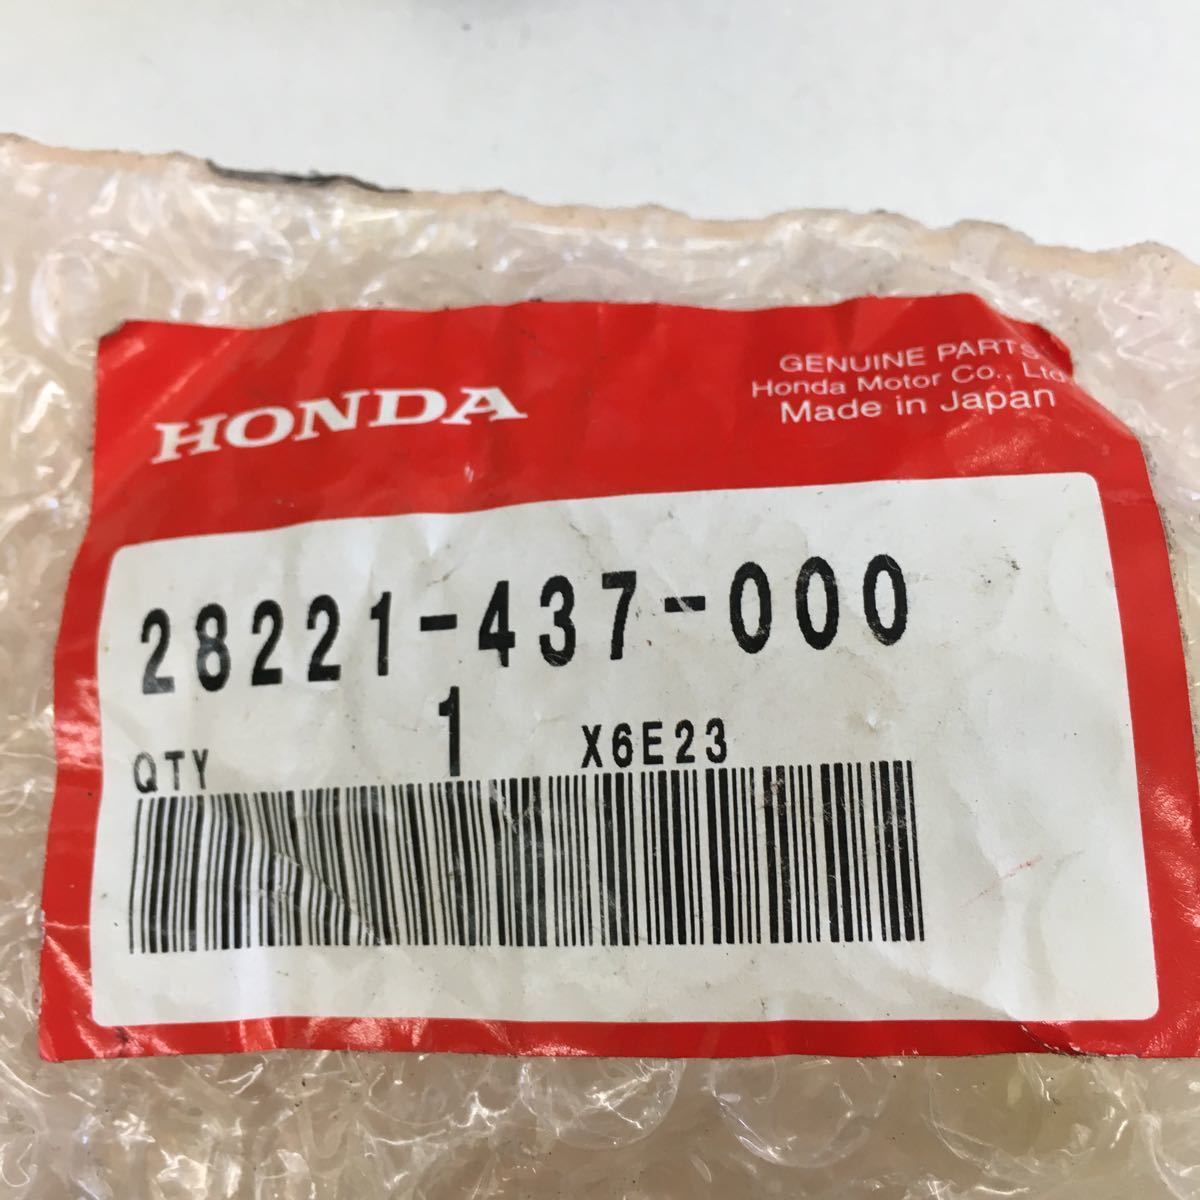 HONDA
GENUINE PARTS
Honda Motor Co., Ltd
Made in Japan
28221-437-000
QTY 1 X6E23